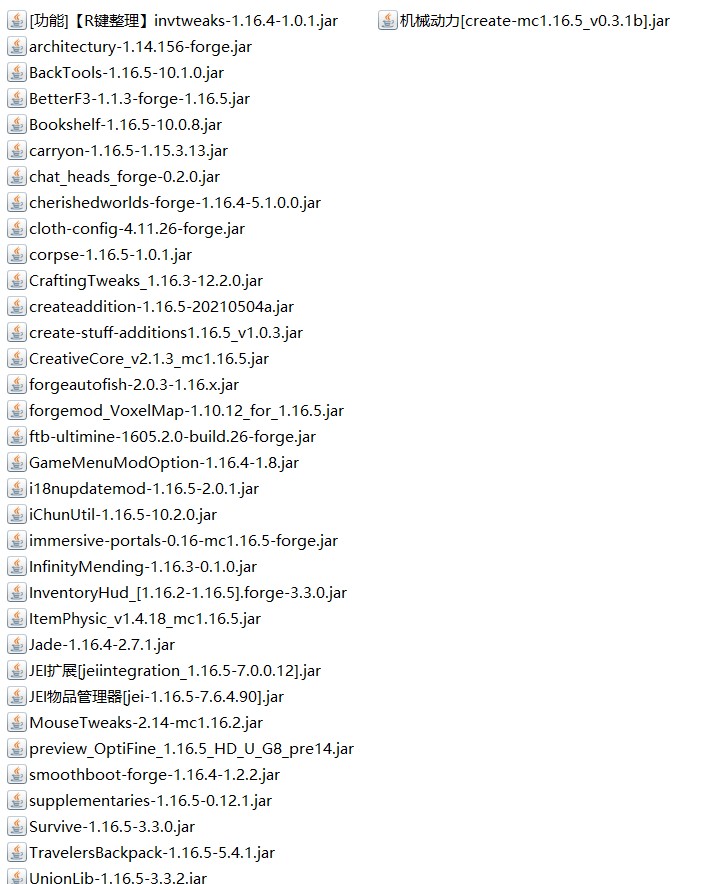 [功能]【R键整理】invtweaks-1.16.4-1.0.1.jar
architectury-1.14.156-forge.jar
BackTools-1.16.5-10.1.0.jar
BetterF3-1.1.3-forge-1.16.5.jar
Bookshelf-1.16.5-10.0.8.jar
carryon-1.16.5-1.15.3.13.jar
chat_heads_forge-0.2.0.jar
cherishedworlds-forge-1.16.4-5.1.0.0.jar
cloth-config-4.11.26-forge.jar
corpse-1.16.5-1.0.1.jar
CraftingTweaks_1.16.3-12.2.0.jar
createaddition-1.16.5-20210504a.jar
create-stuff-additions1.16.5_v1.0.3.jar
CreativeCore_v2.1.3_mc1.16.5.jar
forgeautofish-2.0.3-1.16.x.jar
forgemod_VoxelMap-1.10.12_for_1.16.5.jar
ftb-ultimine-1605.2.0-build.26-forge.jar
GameMenuModOption-1.16.4-1.8.jar
i18nupdatemod-1.16.5-2.0.1.jar
iChunUtil-1.16.5-10.2.0.jar
immersive-portals-0.16-mc1.16.5-forge.jar
InfinityMending-1.16.3-0.1.0.jar
InventoryHud_[1.16.2-1.16.5].forge-3.3.0.jar
ItemPhysic_v1.4.18_mc1.16.5.jar
Jade-1.16.4-2.7.1.jar
JEI扩展[jeiintegration_1.16.5-7.0.0.12].jar
JEI物品管理器[jei-1.16.5-7.6.4.90].jar
MouseTweaks-2.14-mc1.16.2.jar
preview_OptiFine_1.16.5_HD_U_G8_pre14.jar
smoothboot-forge-1.16.4-1.2.2.jar
supplementaries-1.16.5-0.12.1.jar
Survive-1.16.5-3.3.0.jar
TravelersBackpack-1.16.5-5.4.1.jar
UnionLib-1.16.5-3.3.2.jar
机械动力[create-mc1.16.5_v0.3.1b].jar